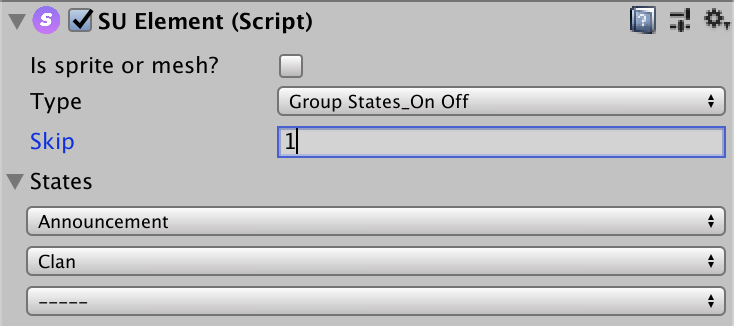 S SU Element (Script)
Is sprite or mesh?
Type Group States_On Off
Skip 1
States
Announcement
Clan
-----